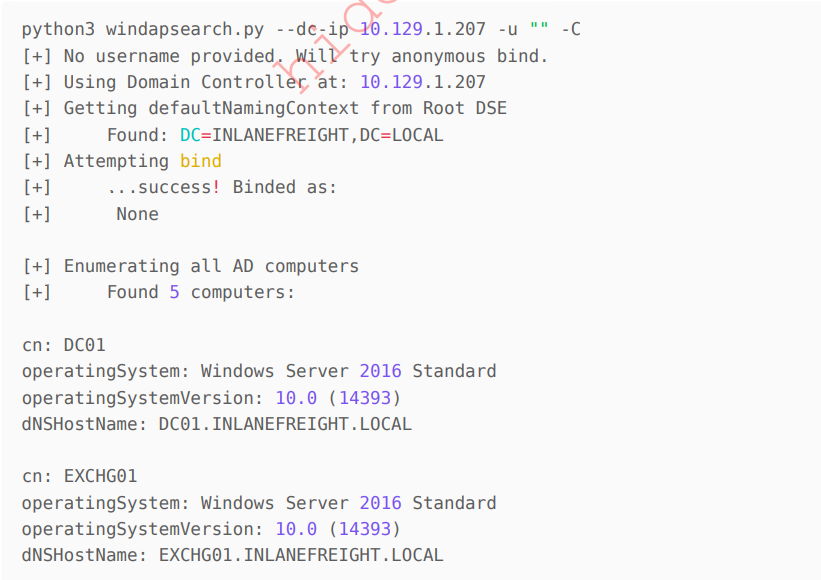 python3 windapsearch.py --dc-ip 10.129.1.207 -u "" -C
[+] No username provided. Will try anonymous bind.
[+] Using Domain Controller at: 10.129.1.207
[+] Getting defaultNamingContext from Root DSE
[+]     Found: DC=INLANEFREIGHT,DC=LOCAL
[+] Attempting bind
[+]     ...success! Binded as:
[+]      None
[+] Enumerating all AD computers
[+]     Found 5 computers:
cn: DC01
operatingSystem: Windows Server 2016 Standard
operatingSystemVersion: 10.0 (14393)
dNSHostName: DC01.INLANEFREIGHT.LOCAL
cn: EXCHG01
operatingSystem: Windows Server 2016 Standard
operatingSystemVersion: 10.0 (14393)
dNSHostName: EXCHG01.INLANEFREIGHT.LOCAL